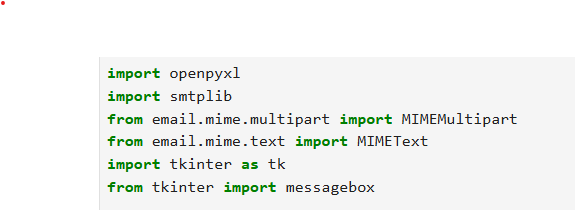 import openpyxl
import smtplib
from email.mime.multipart import MIMEMultipart
from email.mime.text import MIMEText
import tkinter as tk
from tkinter import messagebox